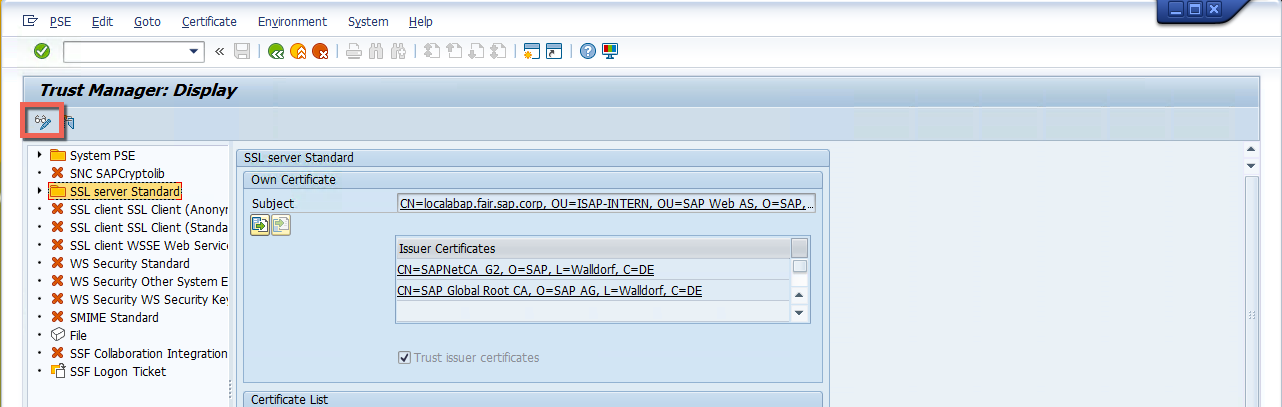 PSE Edit Goto Certificate Environment System Help
Trust Manager: Display
System PSE
SNC SAPCryptolib
SSL server Standard
SSL client SSL Client (Anonyr
SSL client SSL Client (Standa
SSL client WSSE Web Service
WS Security Standard
WS Security Other System E
WS Security WS Security Key
SMIME Standard
File
SSF Collaboration Integration
SSF Logon Ticket
SSL server Standard
Own Certificate
Subject CN=localabap.fair.sap.corp, OU=ISAP-INTERN, OU=SAP Web AS, O=SAP, ...
Issuer Certificates
CN=SAPNetCA_G2, O=SAP, L=Walldorf, C=DE
CN=SAP Global Root CA, O=SAP AG, L=Walldorf, C=DE
Trust issuer certificates
Certificate List